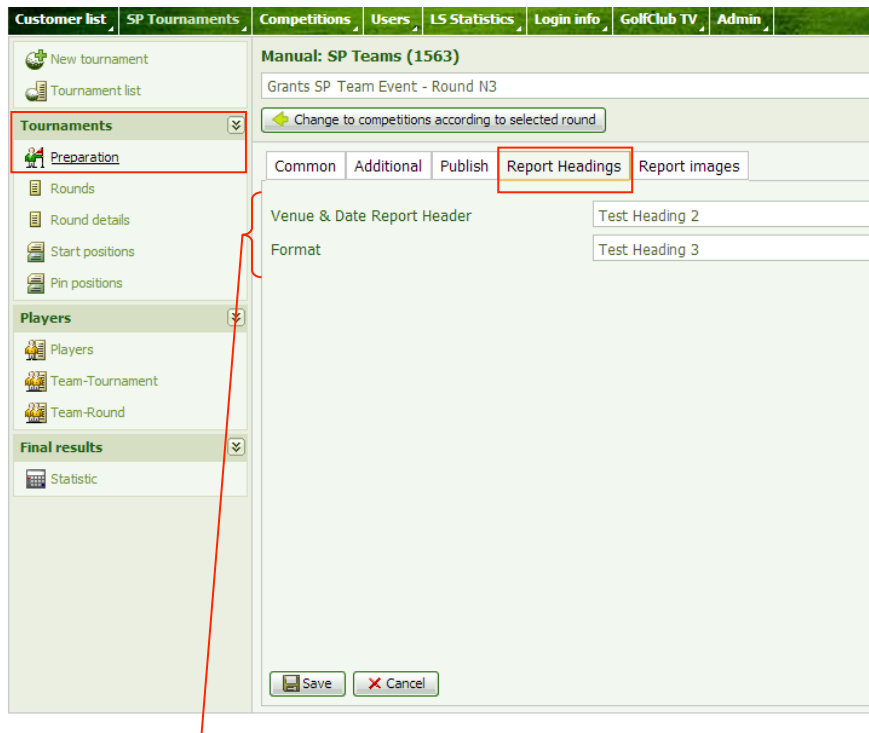 Customer list SP Tournaments Competitions Users LS Statistics Login info GolfClub TV Admin
New tournament
Tournament list
Tournaments
Preparation
Rounds
Round details
Start positions
Pin positions
Players
Players
Team-Tournament
Team-Round
Final results
Statistic
Manual: SP Teams (1563)
Grants SP Team Event - Round N3
Change to competitions according to selected round
Common Additional Publish Report Headings Report images
Venue & Date Report Header Test Heading 2
Format Test Heading 3
Save Cancel